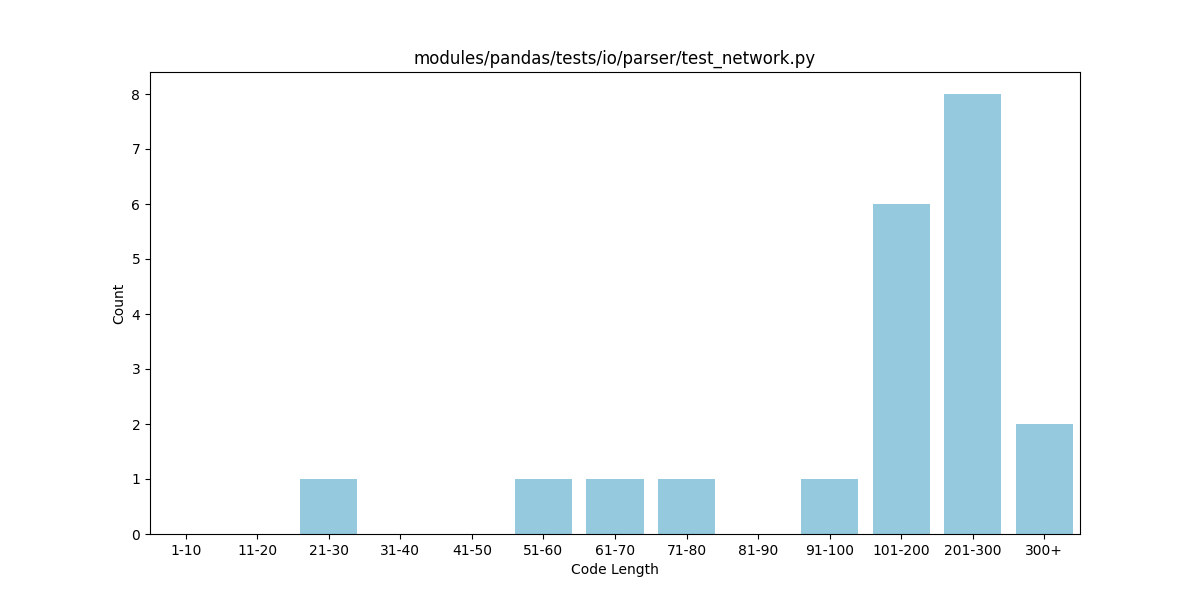 modules/pandas/tests/io/parser/test_network.py
8
7
6
5
4
3
2
1
0
Count
1-10 11-20 21-30 31-40 41-50 51-60 61-70 71-80 81-90 91-100 101-200 201-300 300+
Code Length